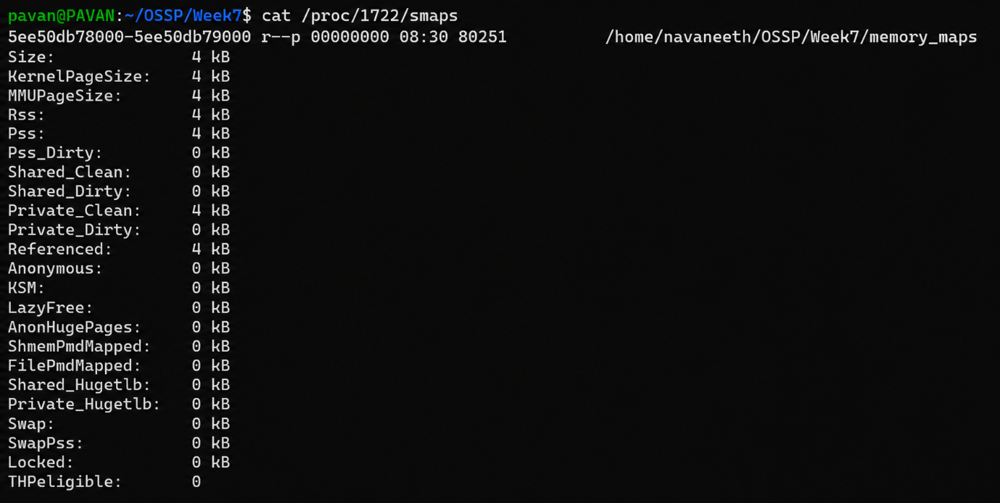 pavan@PAVAN:~/OSSP/Week7$ cat /proc/1722/smaps
5ee50db78000-5ee50db79000 r--p 00000000 08:30 80251 /home/navaneeth/OSSP/Week7/memory_maps
Size: 4 kB
KernelPageSize: 4 kB
MMUPageSize: 4 kB
Rss: 4 kB
Pss: 4 kB
Pss_Dirty: 0 kB
Shared_Clean: 0 kB
Shared_Dirty: 0 kB
Private_Clean: 4 kB
Private_Dirty: 0 kB
Referenced: 4 kB
Anonymous: 0 kB
KSM: 0 kB
LazyFree: 0 kB
AnonHugePages: 0 kB
ShmemPmdMapped: 0 kB
FilePmdMapped: 0 kB
Shared_Hugetlb: 0 kB
Private_Hugetlb: 0 kB
Swap: 0 kB
SwapPss: 0 kB
Locked: 0 kB
THPeligible: 0